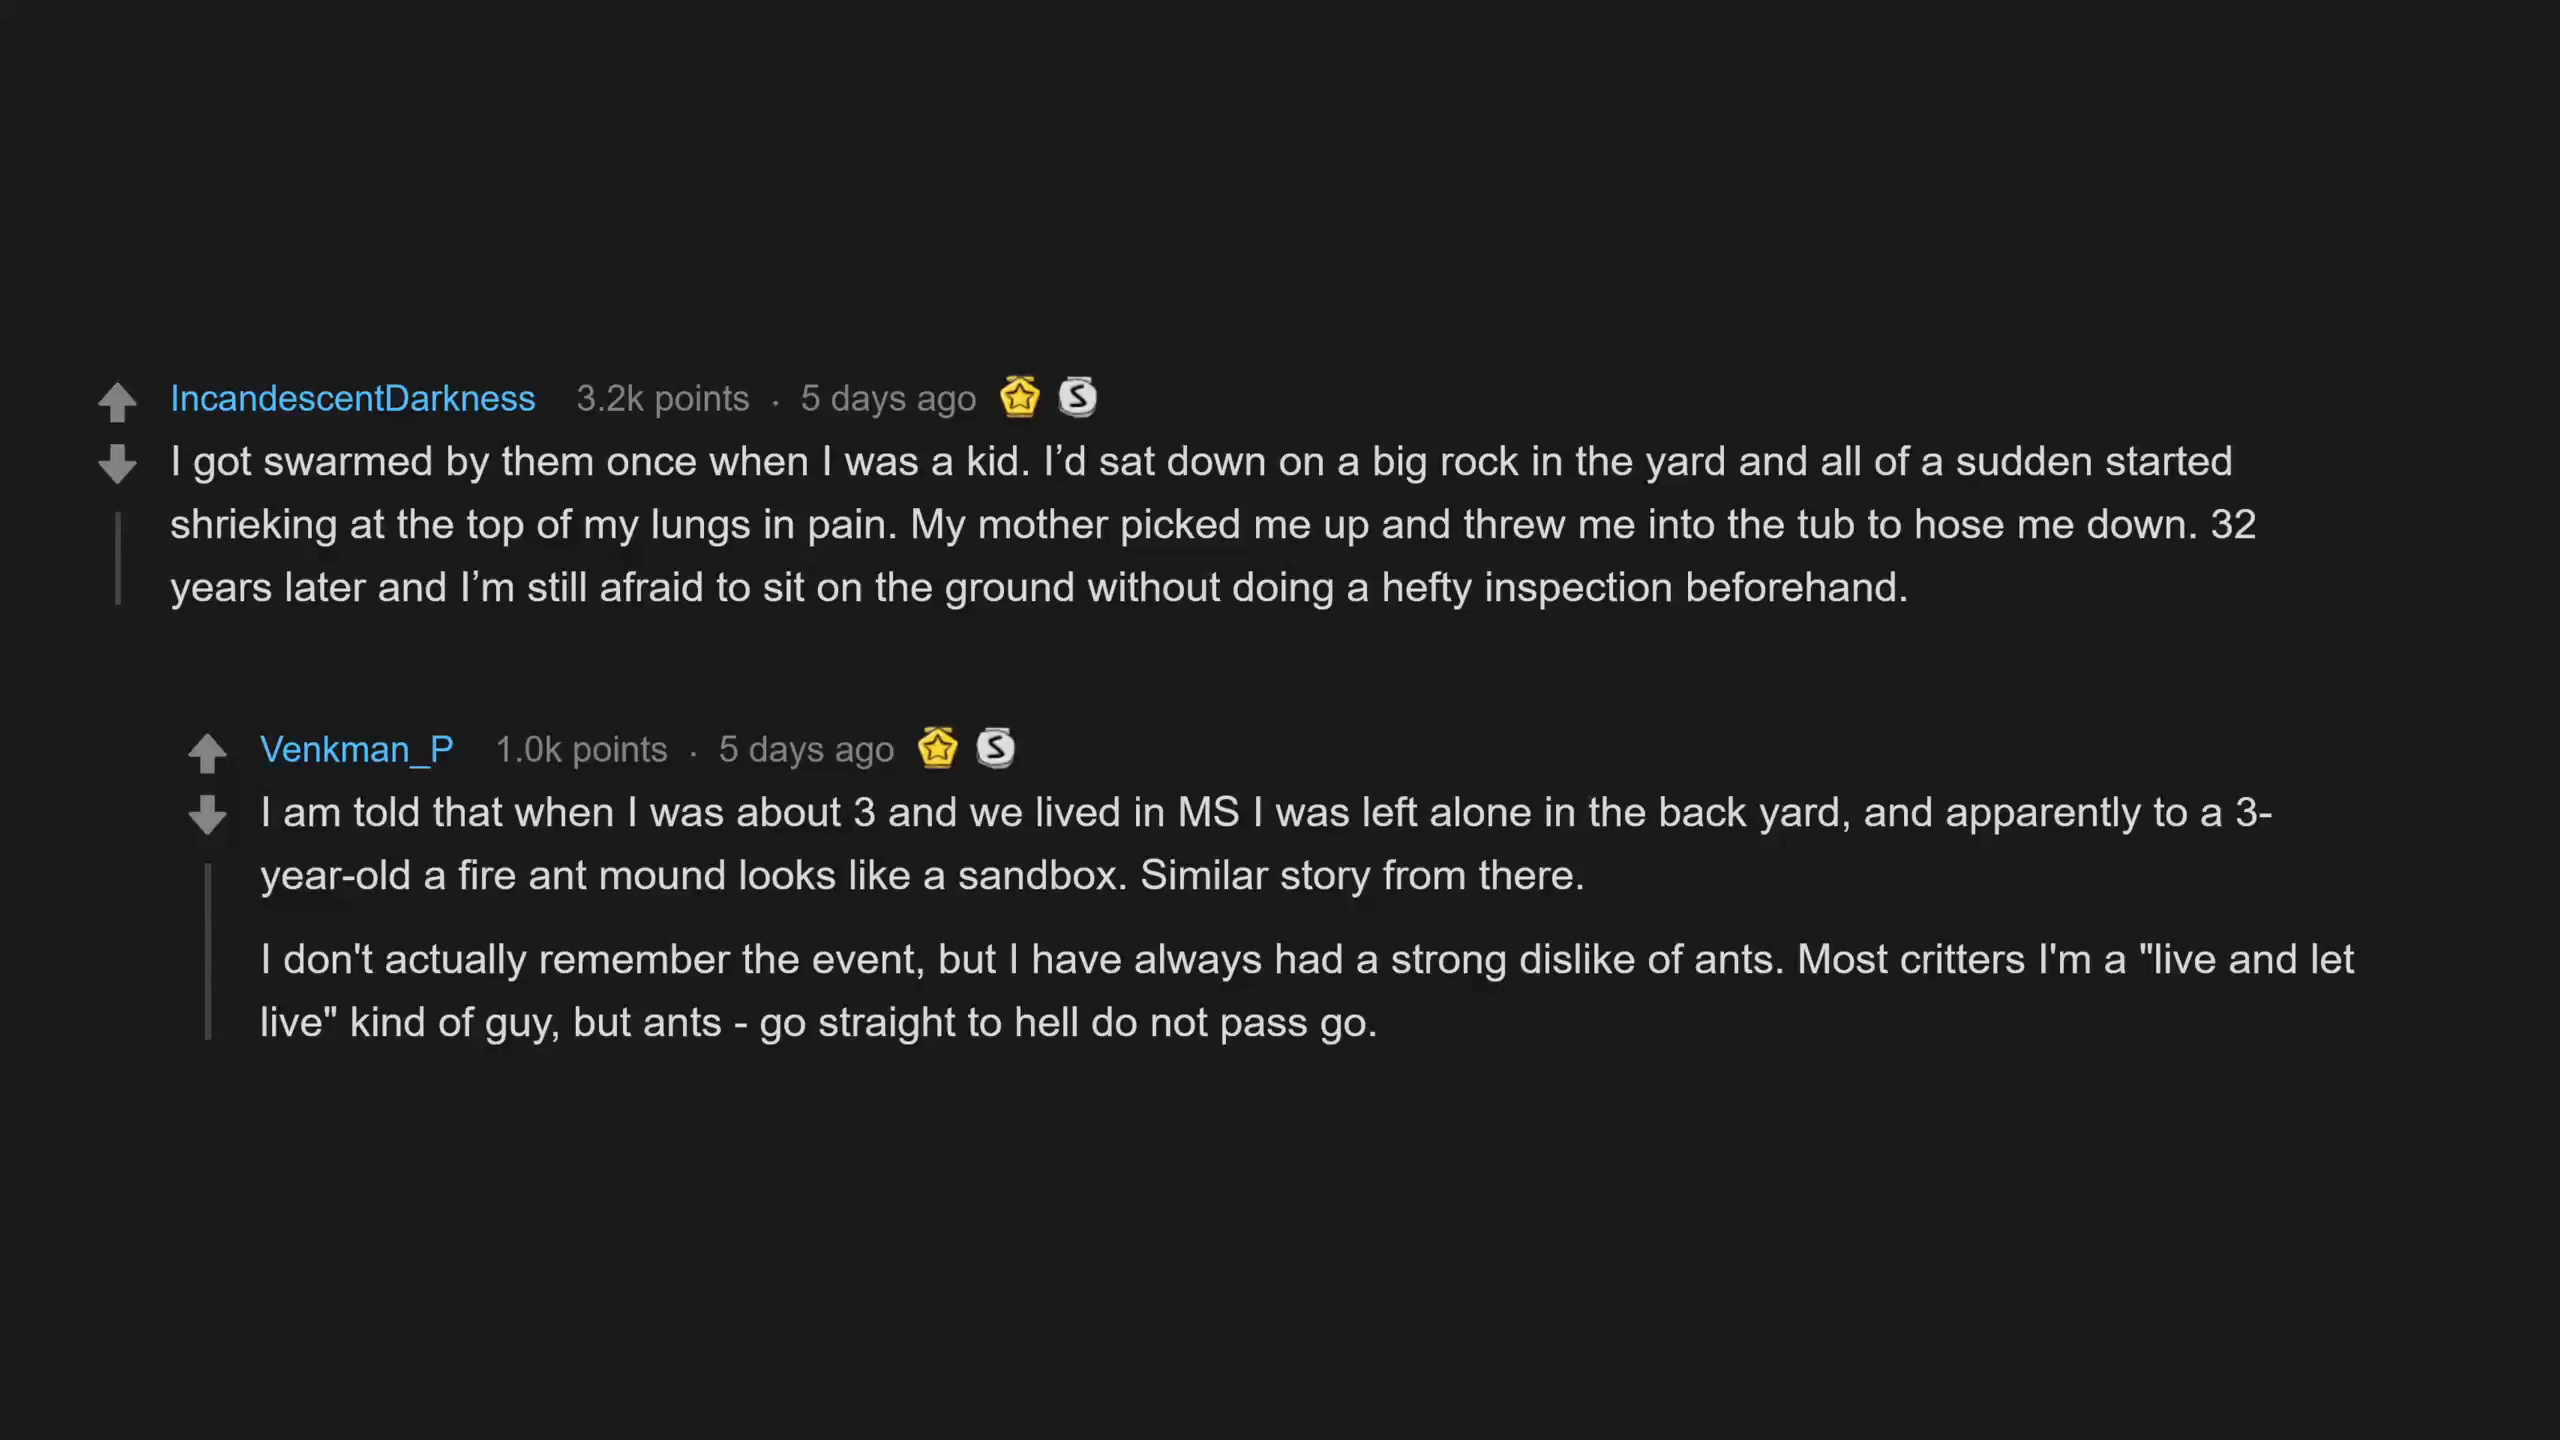 IncandescentDarkness 3.2k points · 5 days ago
I got swarmed by them once when I was a kid. I’d sat down on a big rock in the yard and all of a sudden started
shrieking at the top of my lungs in pain. My mother picked me up and threw me into the tub to hose me down. 32
years later and I’m still afraid to sit on the ground without doing a hefty inspection beforehand.
Venkman_P 1.0k points · 5 days ago
I am told that when I was about 3 and we lived in MS I was left alone in the back yard, and apparently to a 3-
year-old a fire ant mound looks like a sandbox. Similar story from there.
I don't actually remember the event, but I have always had a strong dislike of ants. Most critters I'm a "live and let
live" kind of guy, but ants - go straight to hell do not pass go.